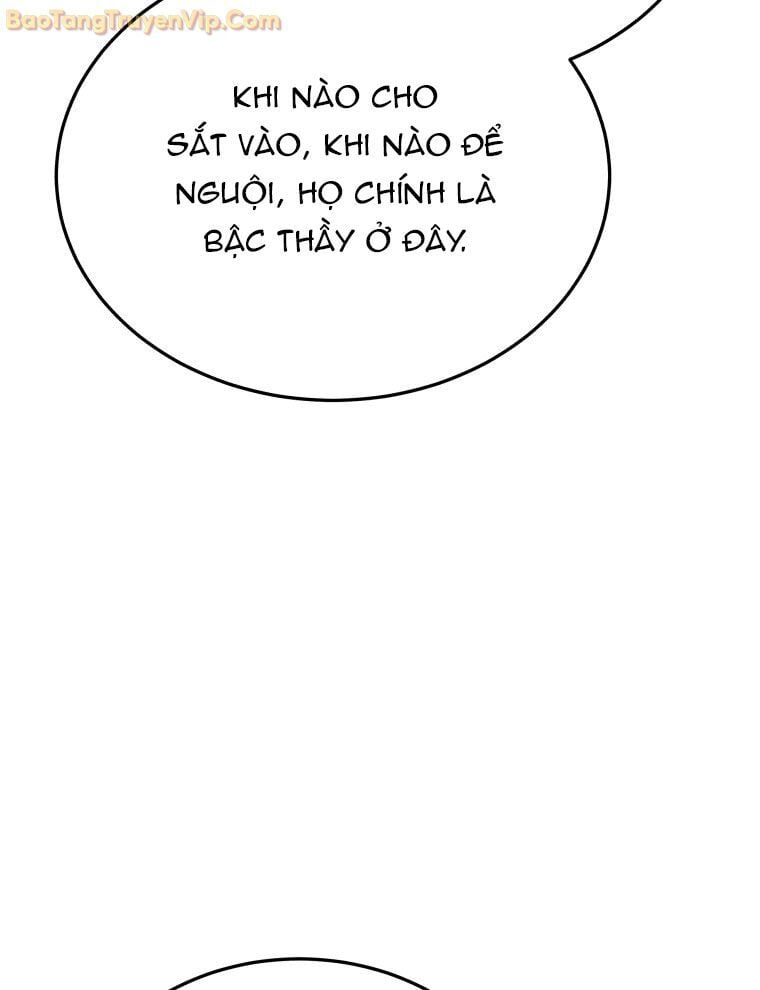 BaoTangTruyenVip.Com
KHI NÀO CHO
SẮT VÀO, KHI NÀO ĐỂ
NGUỘI, HỌ CHÍNH LÀ
BẬC THẦY Ở ĐÂY.